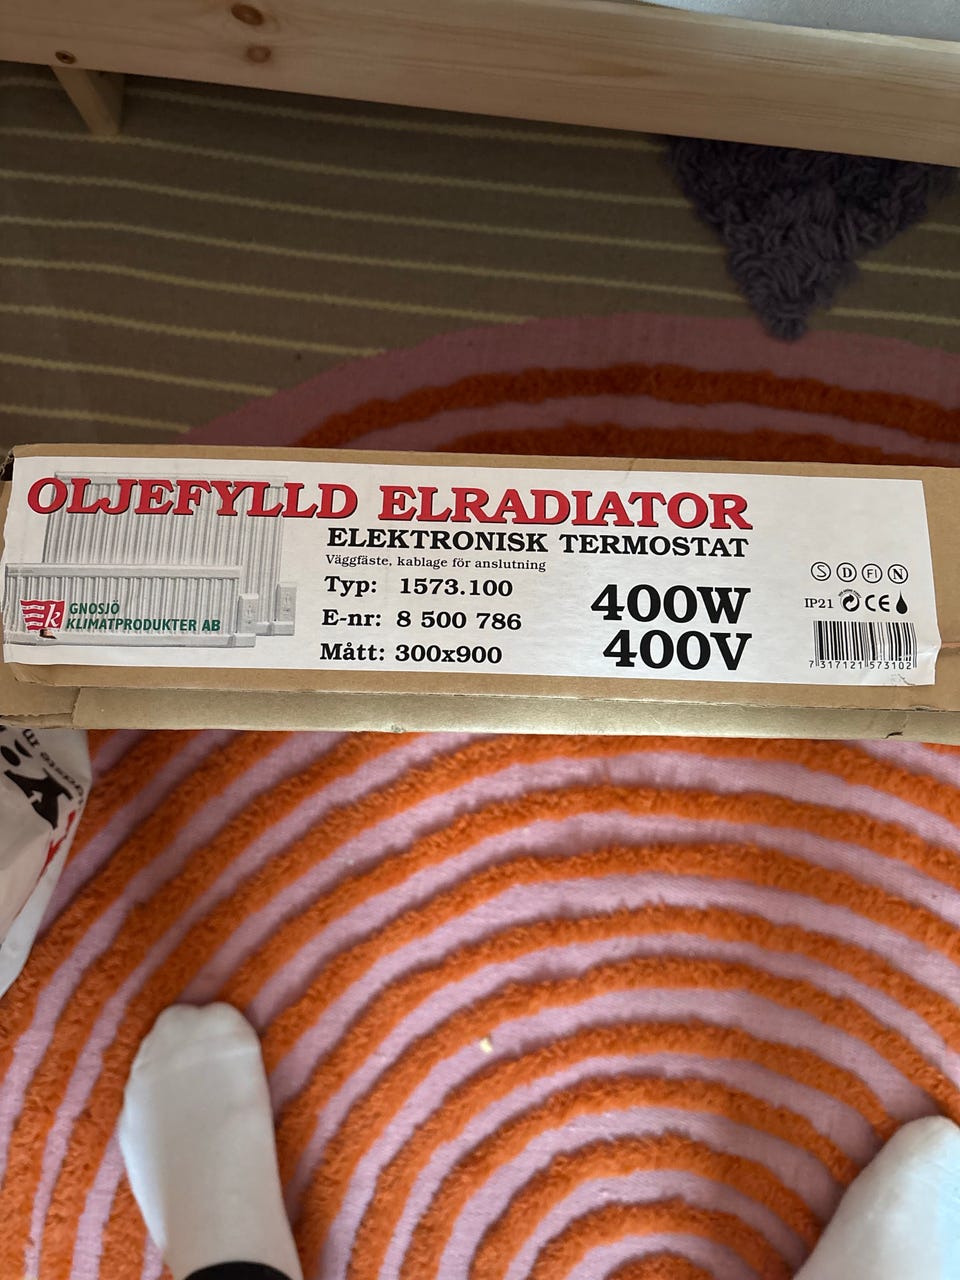 OLJEFYLLD ELRADIATOR
ELEKTRONISK TERMOSTAT
Väggfäste, kablage för anslutning
Typ: 1573.100
E-nr: 8 500 786
Mått: 300x900
400W
400V
k GNOSJÖ
KLIMATPRODUKTER AB
S D FI N
IP21 CE
7 317121 573102